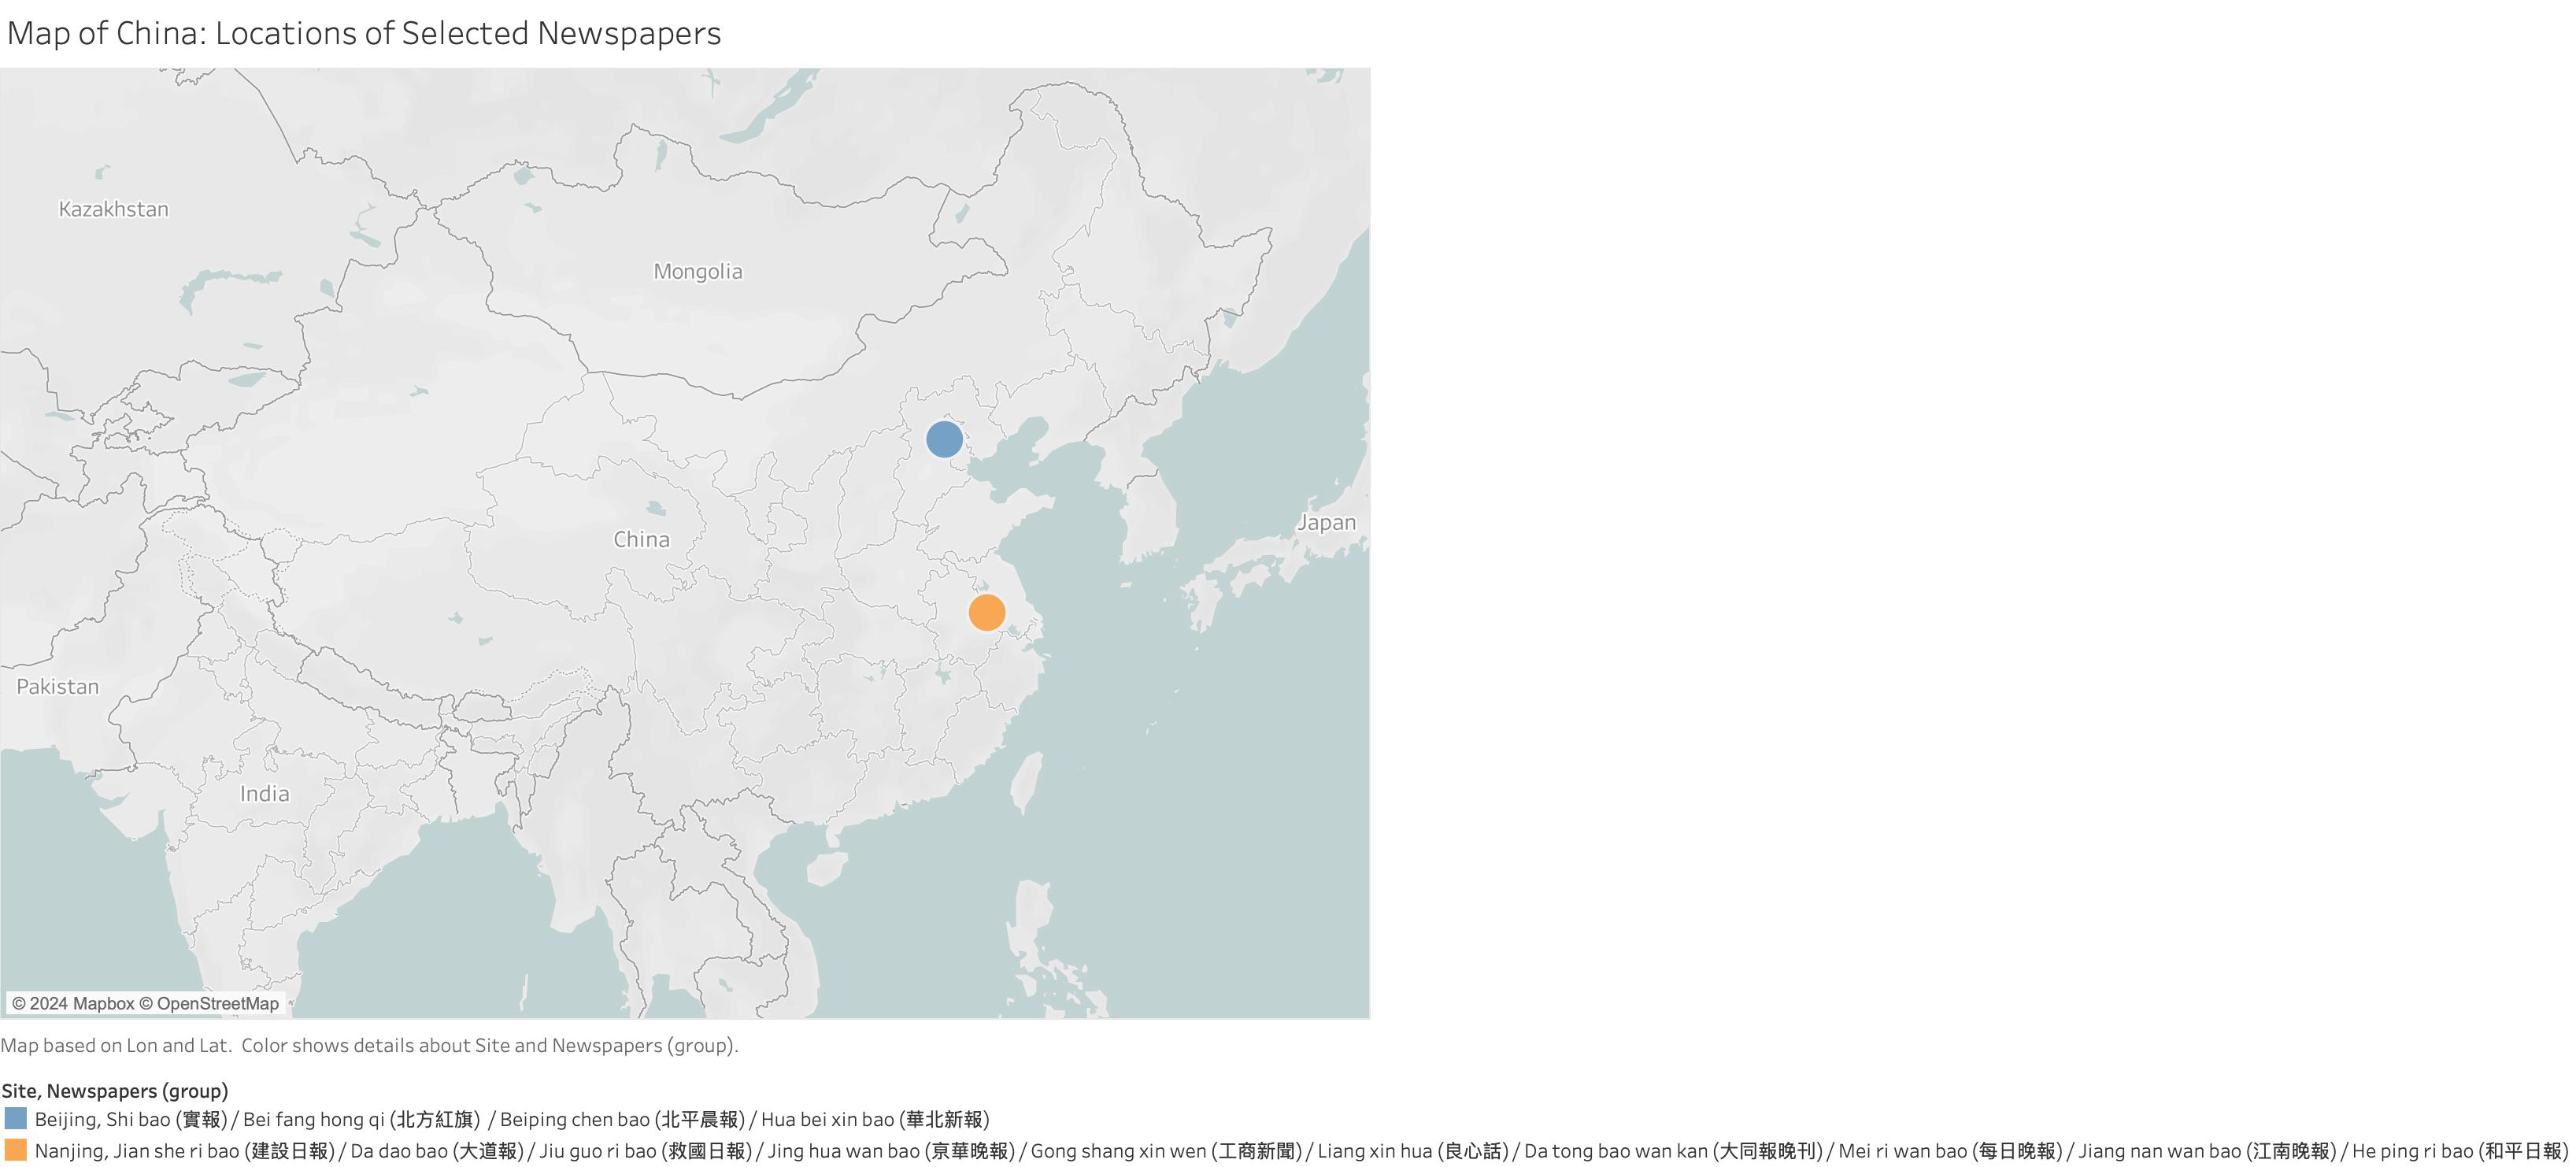 Map of China: Locations of Selected Newspapers
Kazakhstan
Mongolia
Japan
China
Pakistan
India
© 2024 Mapbox © OpenStreetMap
Map based on Lon and Lat. Color shows details about Site and Newspapers (group).
Site, Newspapers (group)
Beijing, Shi bao (實報) / Bei fang hong qi (北方紅旗) / Beiping chen bao (北平晨報) / Hua bei xin bao (華北新報)
Nanjing, Jian she ri bao (建設日報) / Da dao bao (大道報) / Jiu guo ri bao (救國日報) / Jing hua wan bao (京華晚報) / Gong shang xin wen (工商新聞) / Liang xin hua (良心話) / Da tong bao wan kan (大同報晚刊) / Mei ri wan bao (每日晚報) / Jiang nan wan bao (江南晚報) / He ping ri bao (和平日報)